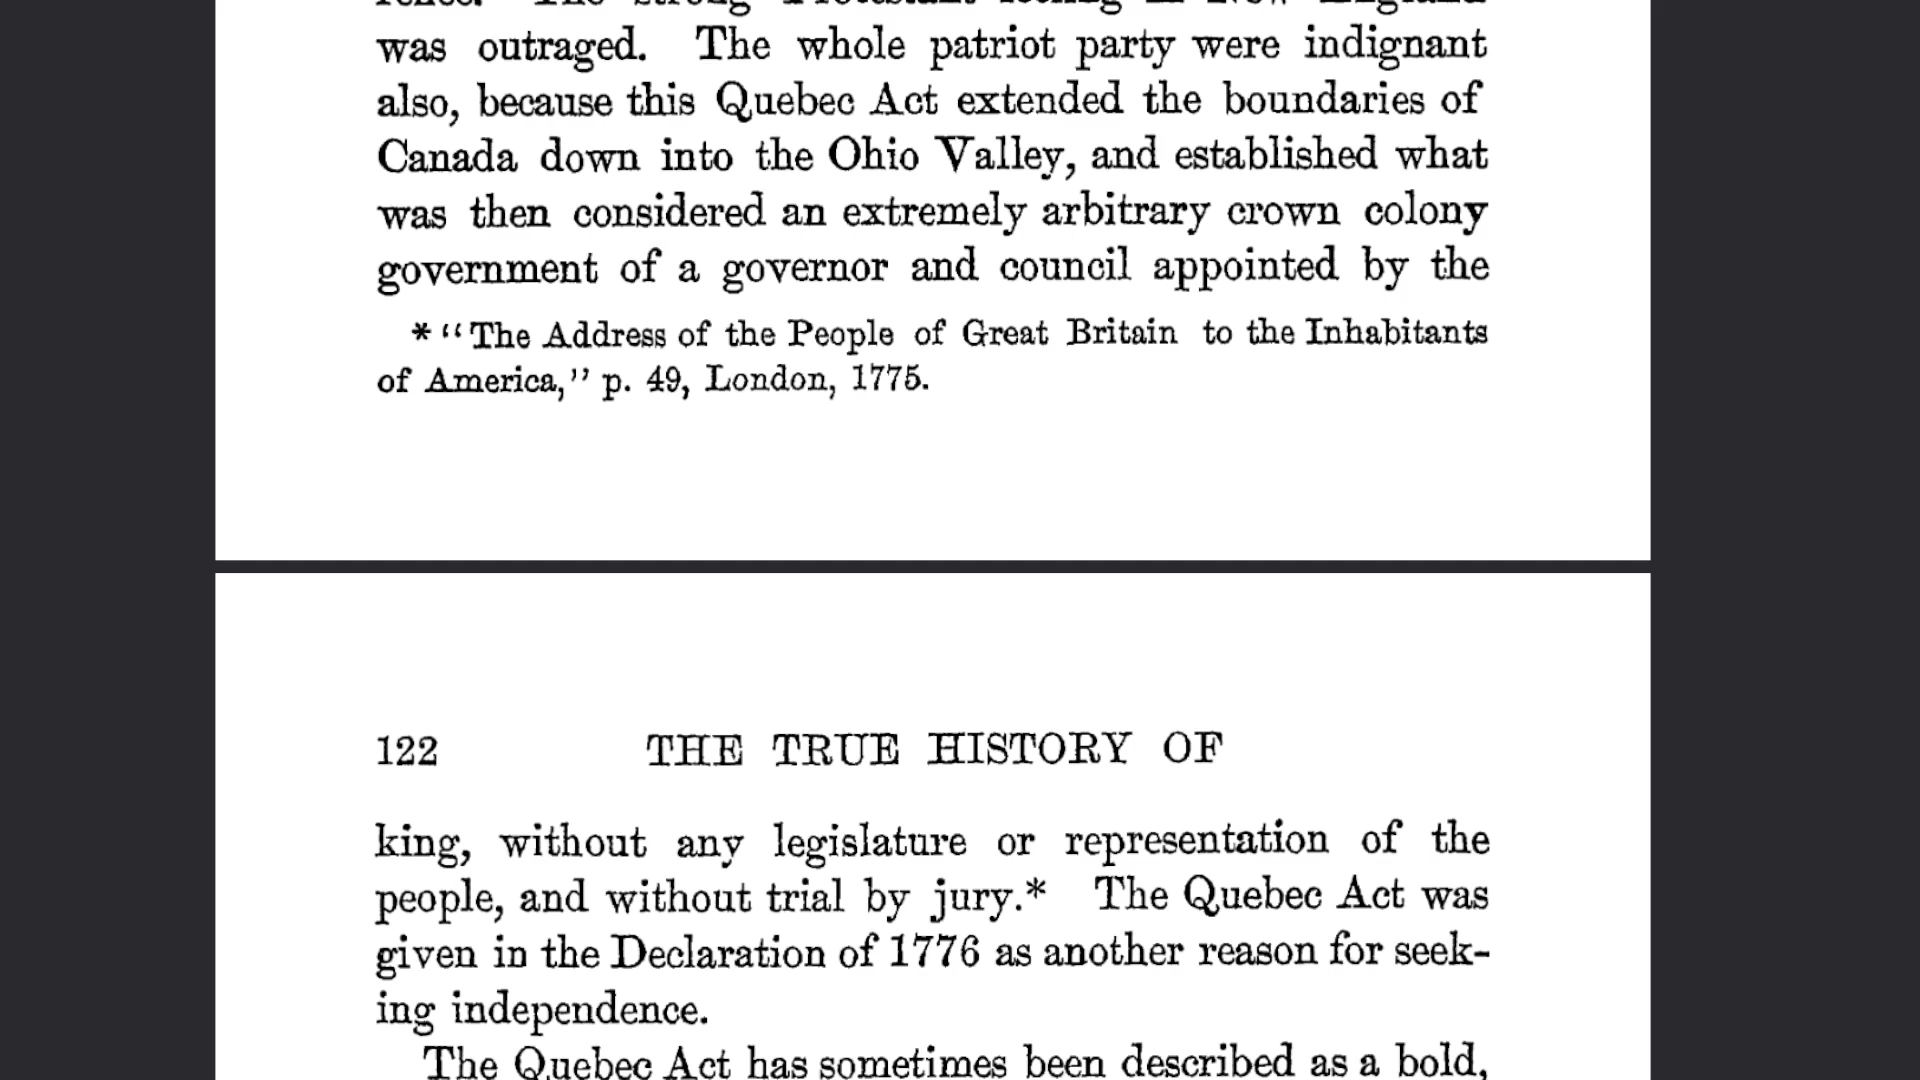 was outraged. The whole patriot party were indignant
also, because this Quebec Act extended the boundaries of
Canada down into the Ohio Valley, and established what
was then considered an extremely arbitrary crown colony
government of a governor and council appointed by the
* "The Address of the People of Great Britain to the Inhabitants
of America," p. 49, London, 1775.
122 THE TRUE HISTORY OF
king, without any legislature or representation of the
people, and without trial by jury.* The Quebec Act was
given in the Declaration of 1776 as another reason for seek-
ing independence.
The Quebec Act has sometimes been described as a bold,